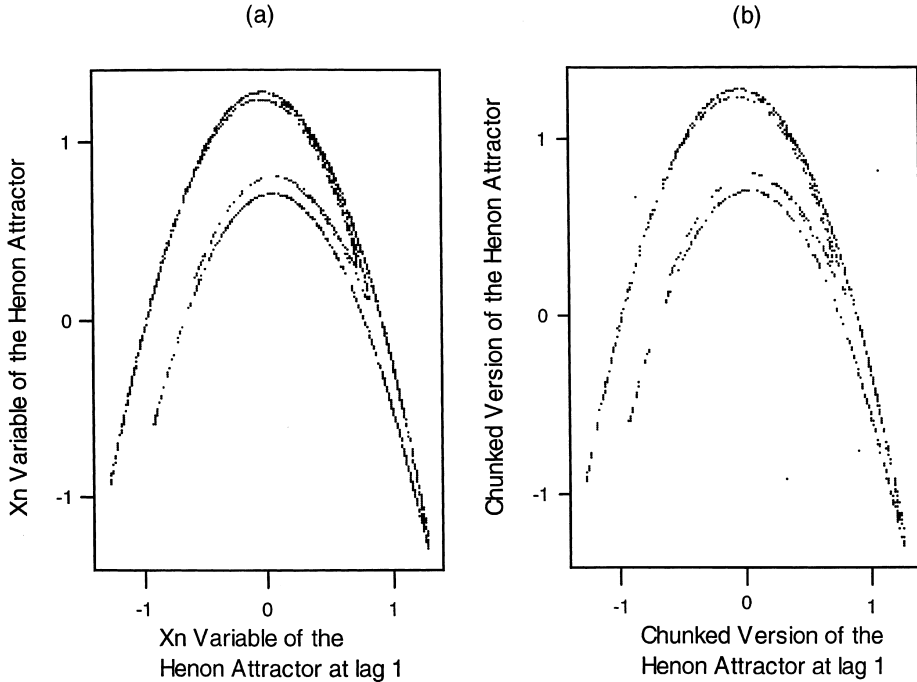 (a)
Xn Variable of the Henon Attractor
1
0
-1
-1
0
1
Xn Variable of the
Henon Attractor at lag 1
(b)
Chunked Version of the Henon Attractor
1
0
-1
-1
0
1
Chunked Version of the
Henon Attractor at lag 1